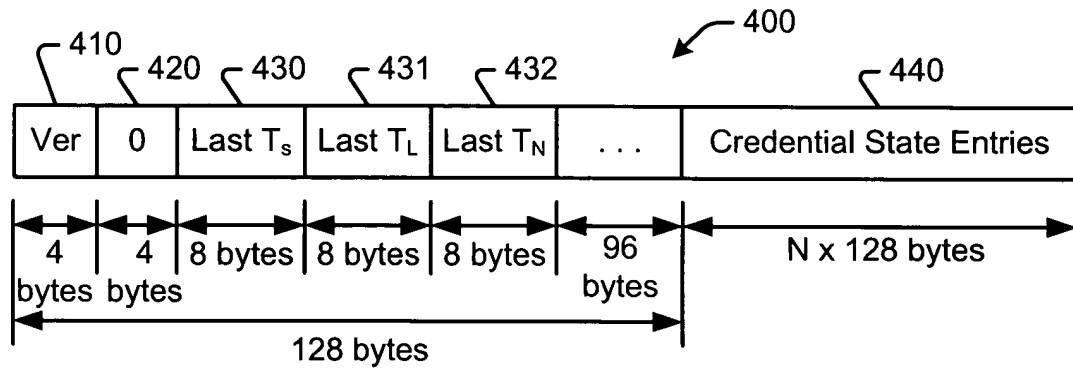 400
410 420 430 431 432 440
Ver 0 Last Ts Last TL Last TN . . . Credential State Entries
4 bytes 4 bytes 8 bytes 8 bytes 8 bytes 96 bytes N x 128 bytes
128 bytes